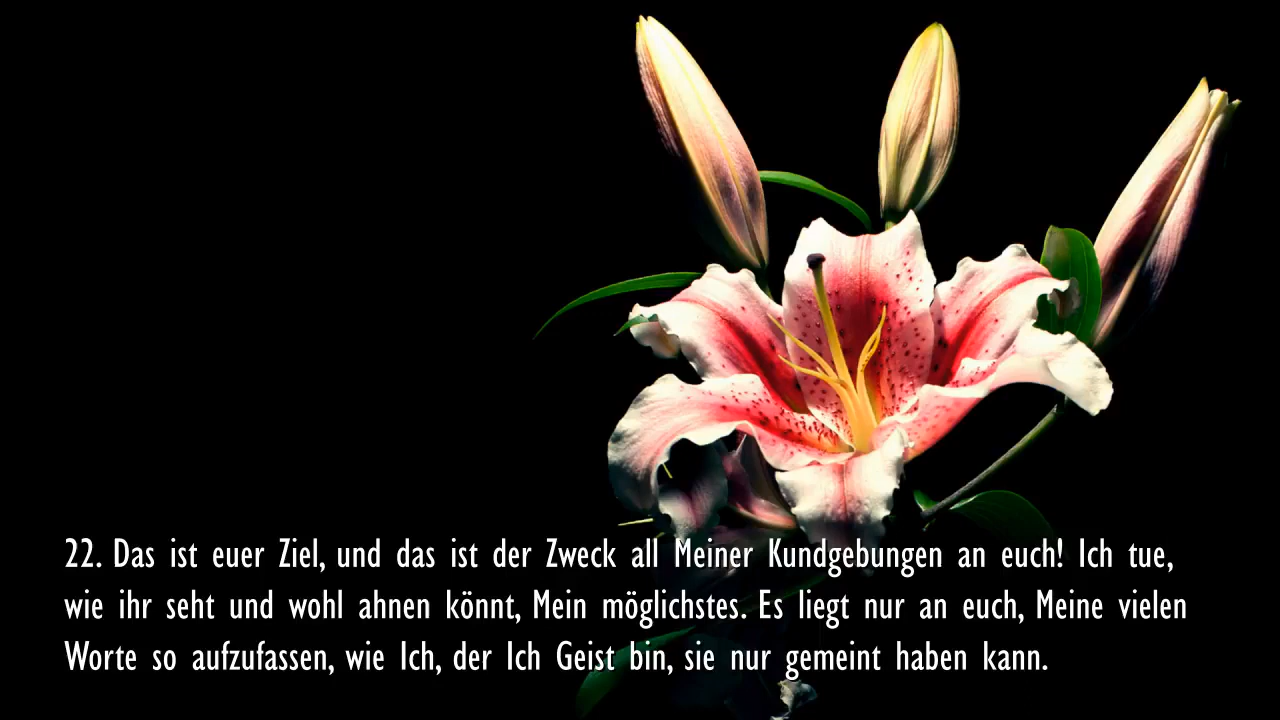 22. Das ist euer Ziel, und das ist der Zweck all Meiner Kundgebungen an euch! Ich tue,
wie ihr seht und wohl ahnen könnt, Mein möglichstes. Es liegt nur an euch, Meine vielen
Worte so aufzufassen, wie Ich, der Ich Geist bin, sie nur gemeint haben kann.